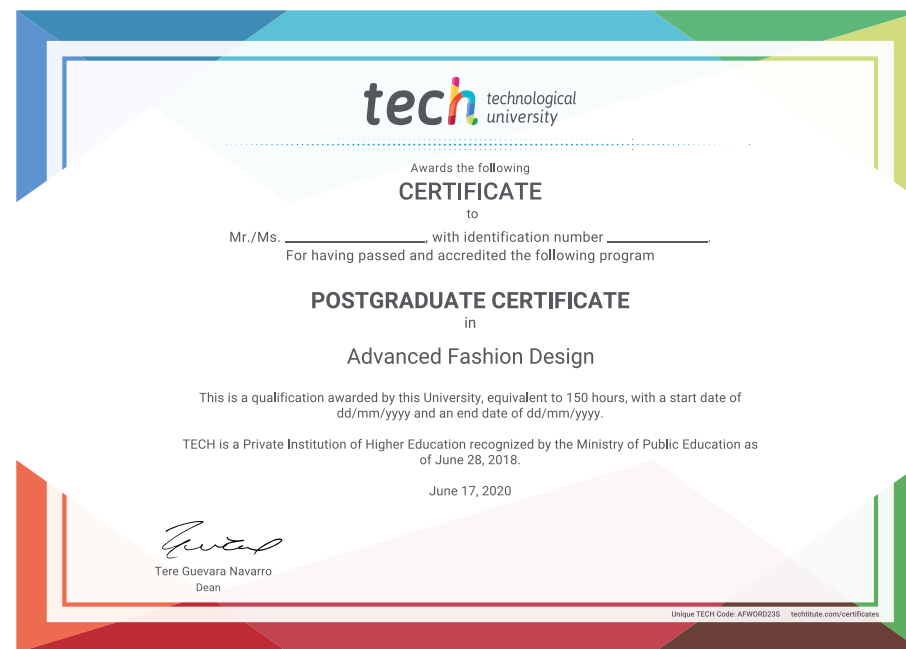 tech technological
university
Awards the following
CERTIFICATE
to
Mr./Ms. ____________________, with identification number ______________.
For having passed and accredited the following program
POSTGRADUATE CERTIFICATE
in
Advanced Fashion Design
This is a qualification awarded by this University, equivalent to 150 hours, with a start date of
dd/mm/yyyy and an end date of dd/mm/yyyy.
TECH is a Private Institution of Higher Education recognized by the Ministry of Public Education as
of June 28, 2018.
June 17, 2020
Tere Guevara Navarro
Dean
Unique TECH Code: AFWORD23S techtitute.com/certificates